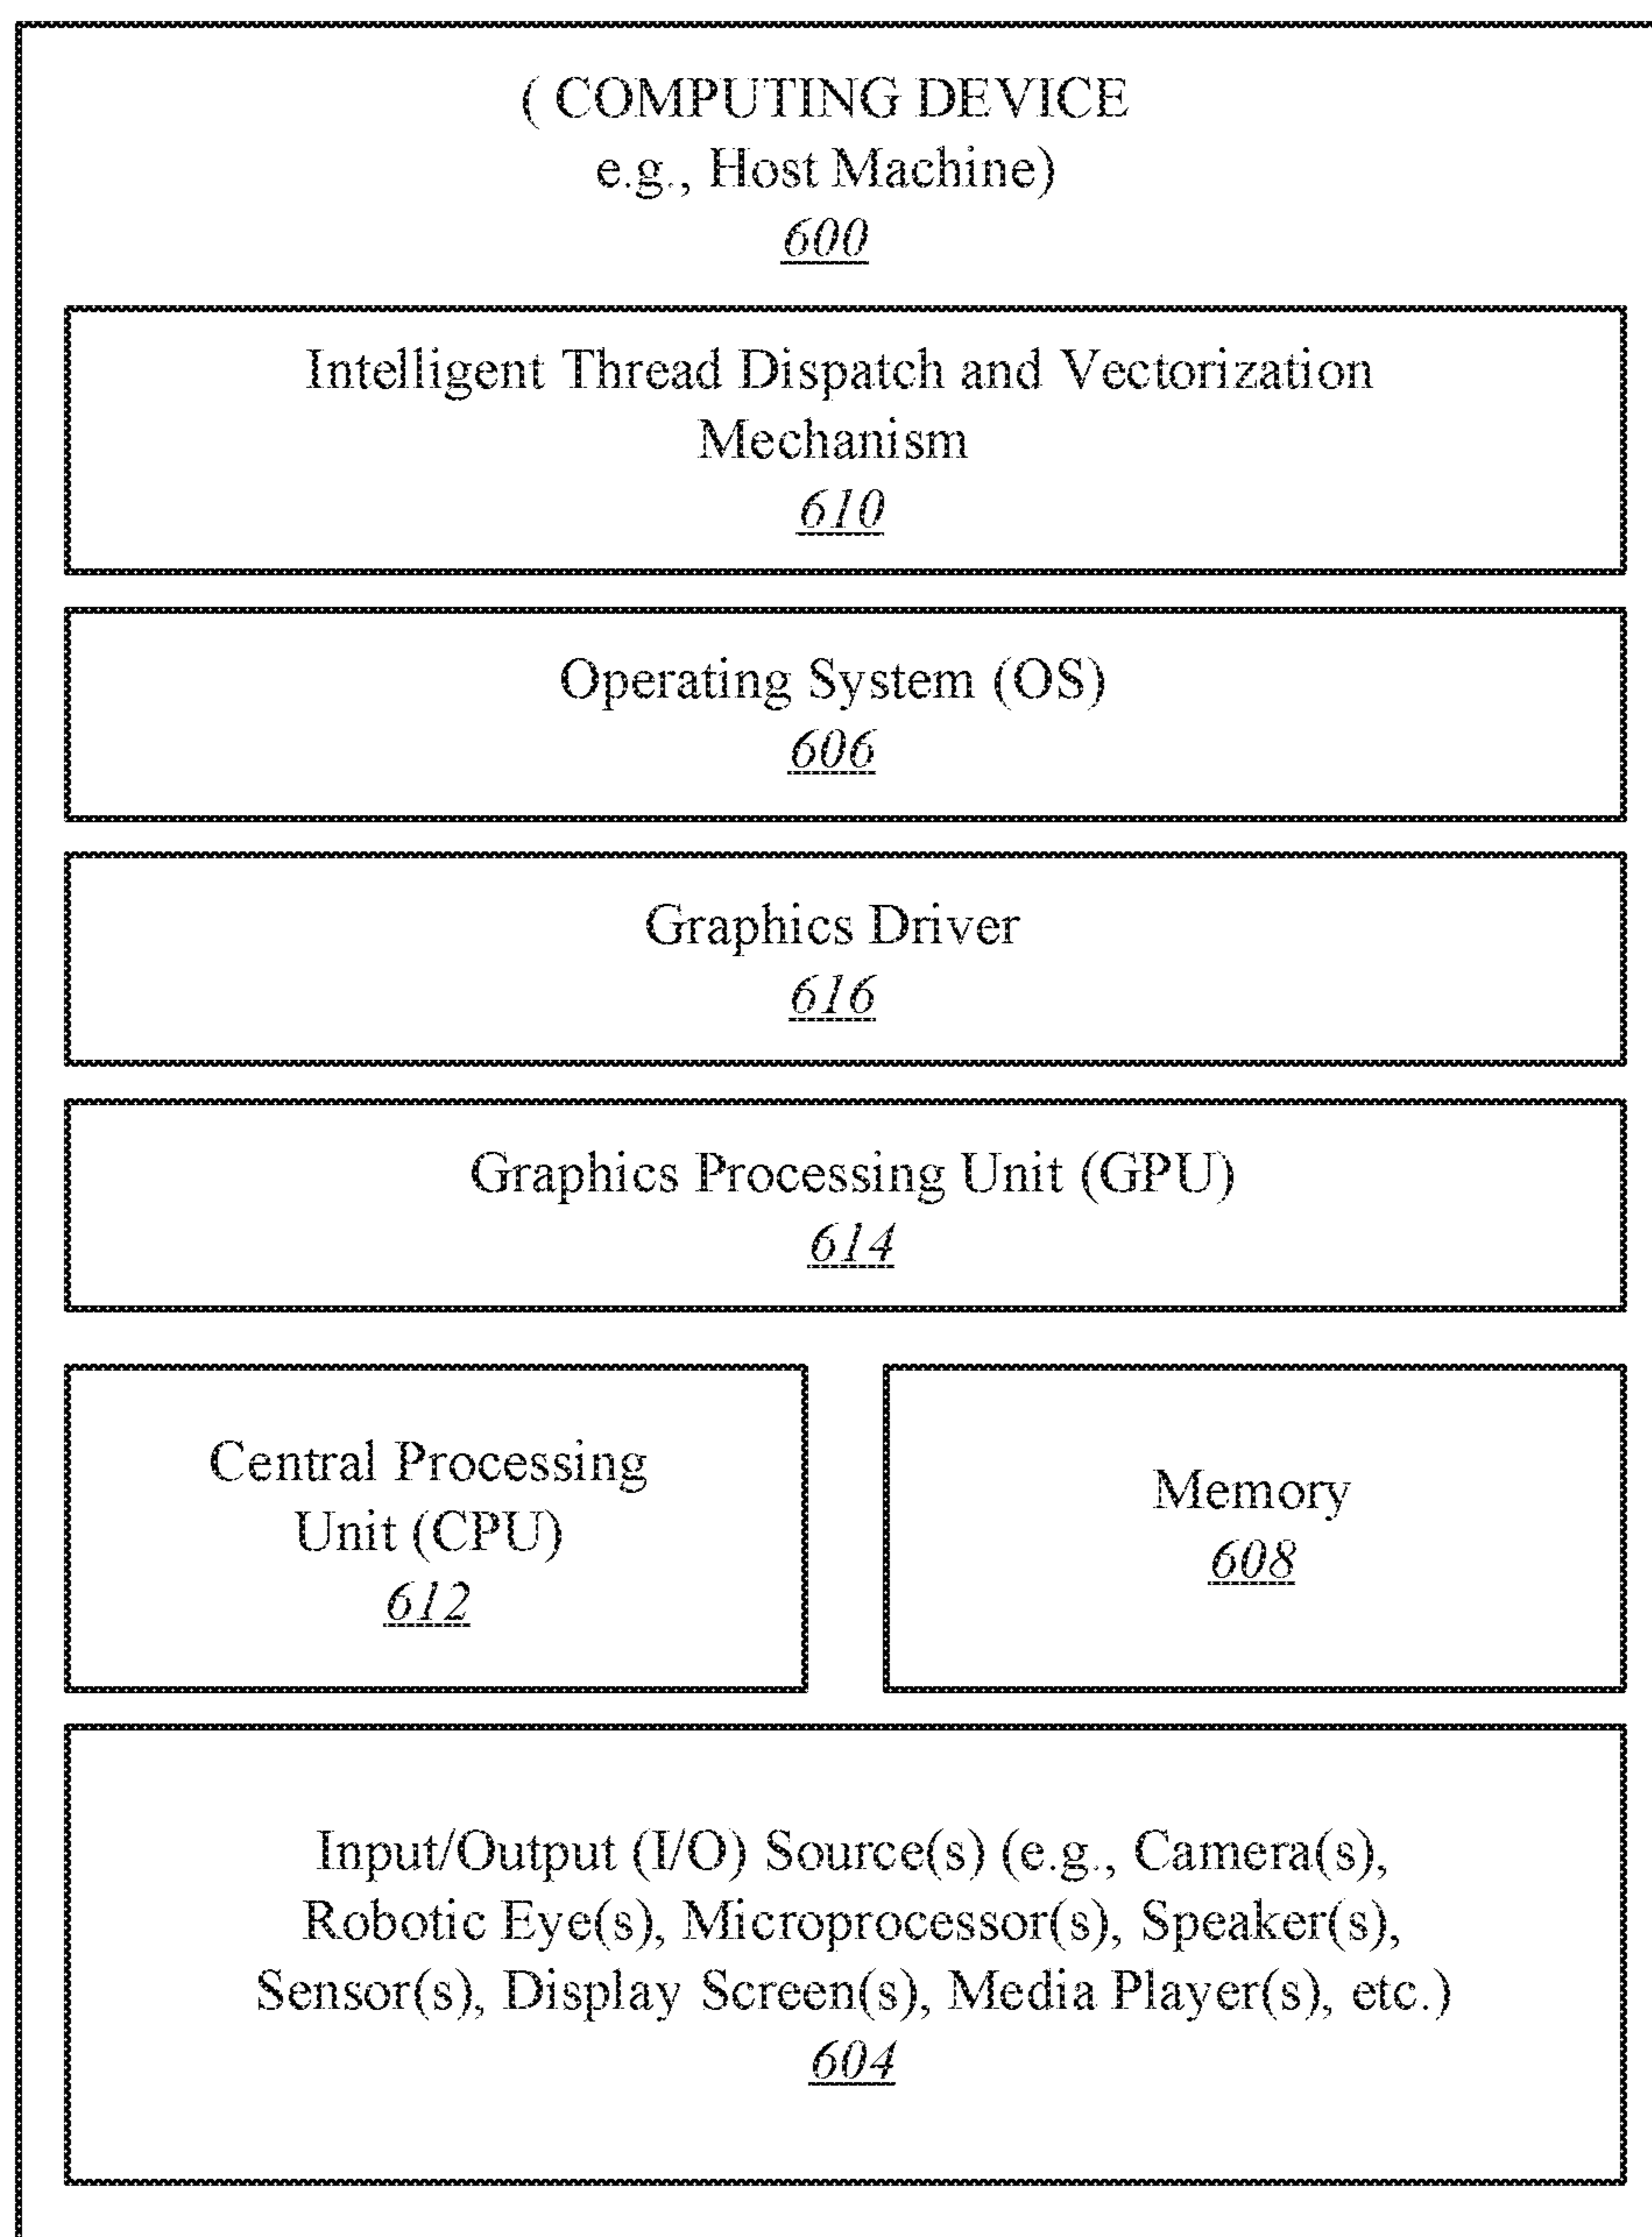 ( COMPUTING DEVICE
e.g., Host Machine)
600
Intelligent Thread Dispatch and Vectorization
Mechanism
610
Operating System (OS)
606
Graphics Driver
616
Graphics Processing Unit (GPU)
614
Central Processing
Unit (CPU)
612
Memory
608
Input/Output (I/O) Source(s) (e.g., Camera(s),
Robotic Eye(s), Microprocessor(s), Speaker(s),
Sensor(s), Display Screen(s), Media Player(s), etc.)
604